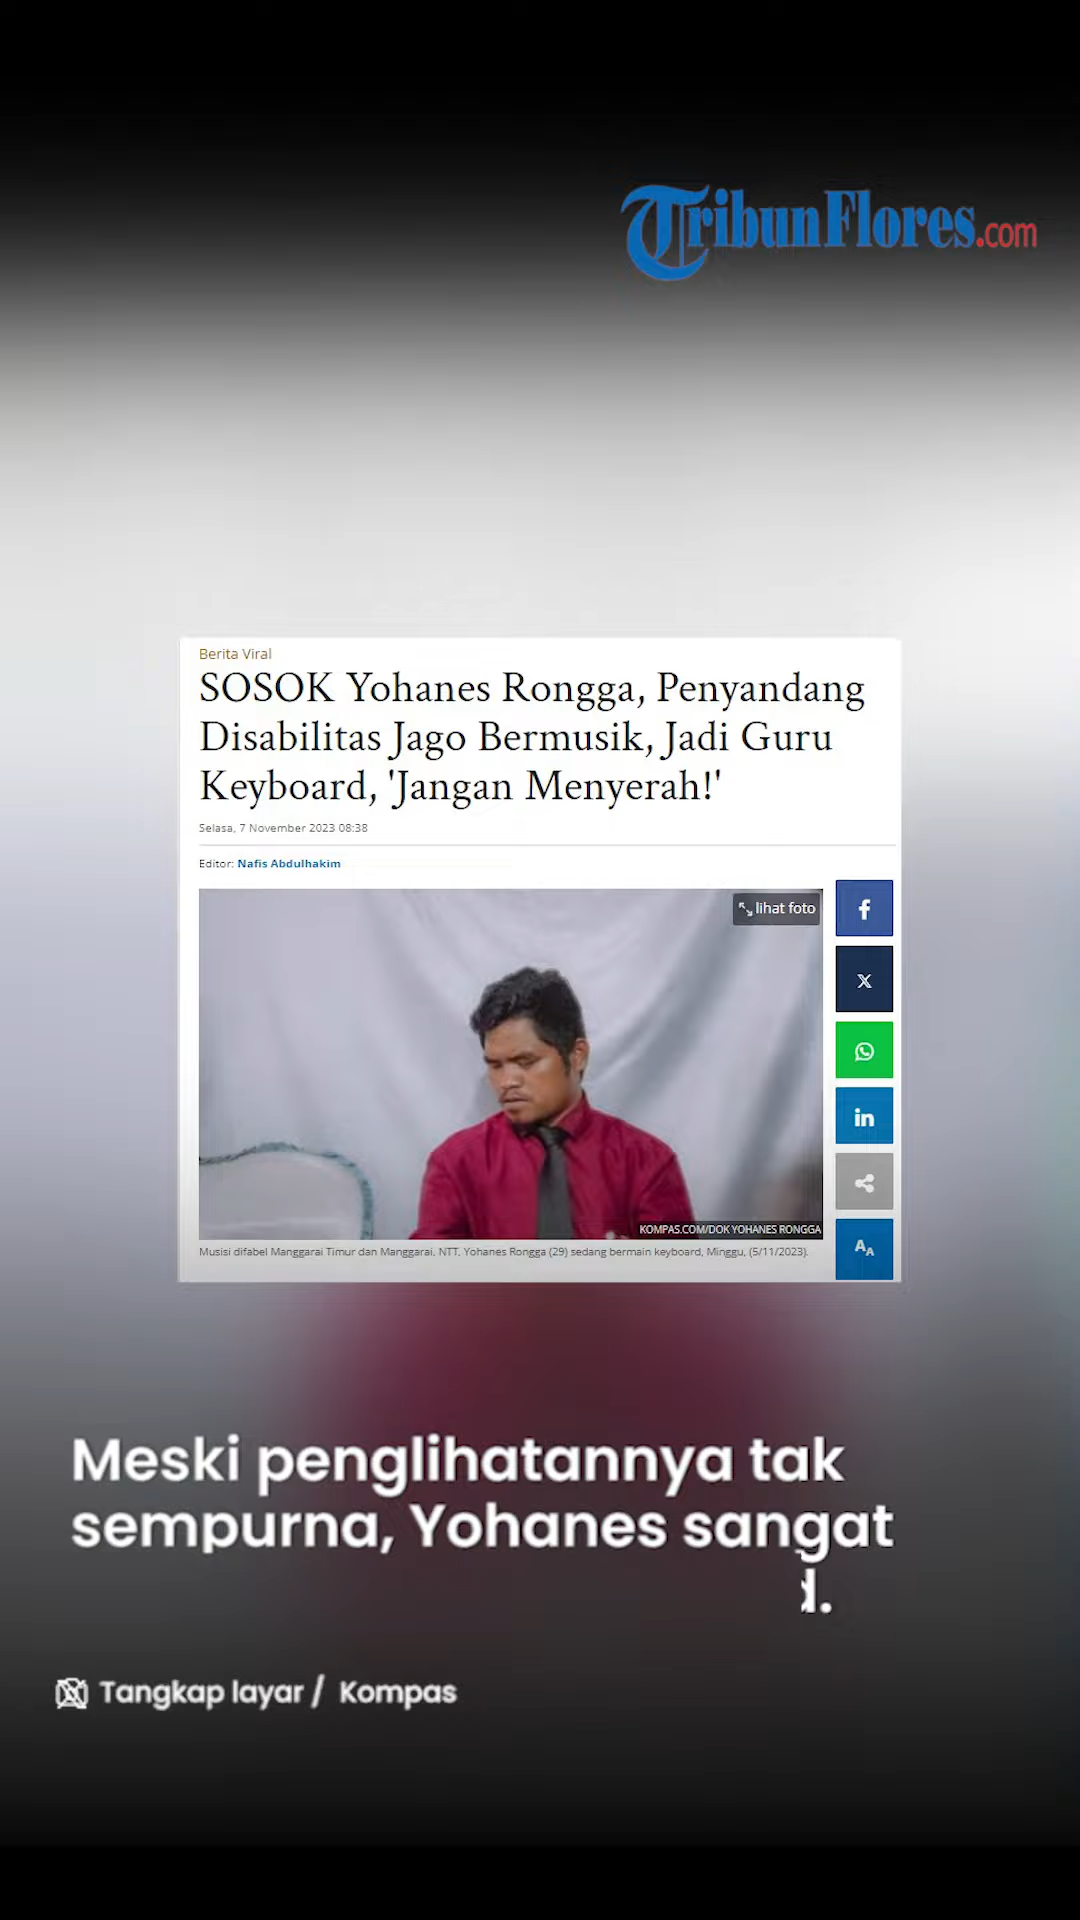 TribunFlores.com
Berita Viral
SOSOK Yohanes Rongga, Penyandang
Disabilitas Jago Bermusik, Jadi Guru
Keyboard, 'Jangan Menyerah!'
Selasa, 7 November 2023 08:38
Editor: Nafis Abdulhakim
lihat foto
KOMPAS.COM/DOK YOHANES RONGGA
Musisi difabel Manggarai Timur dan Manggarai, NTT, Yohanes Rongga (29) sedang bermain keyboard, Minggu, (5/11/2023).
Meski penglihatannya tak
sempurna, Yohanes sangat
Tangkap layar / Kompas